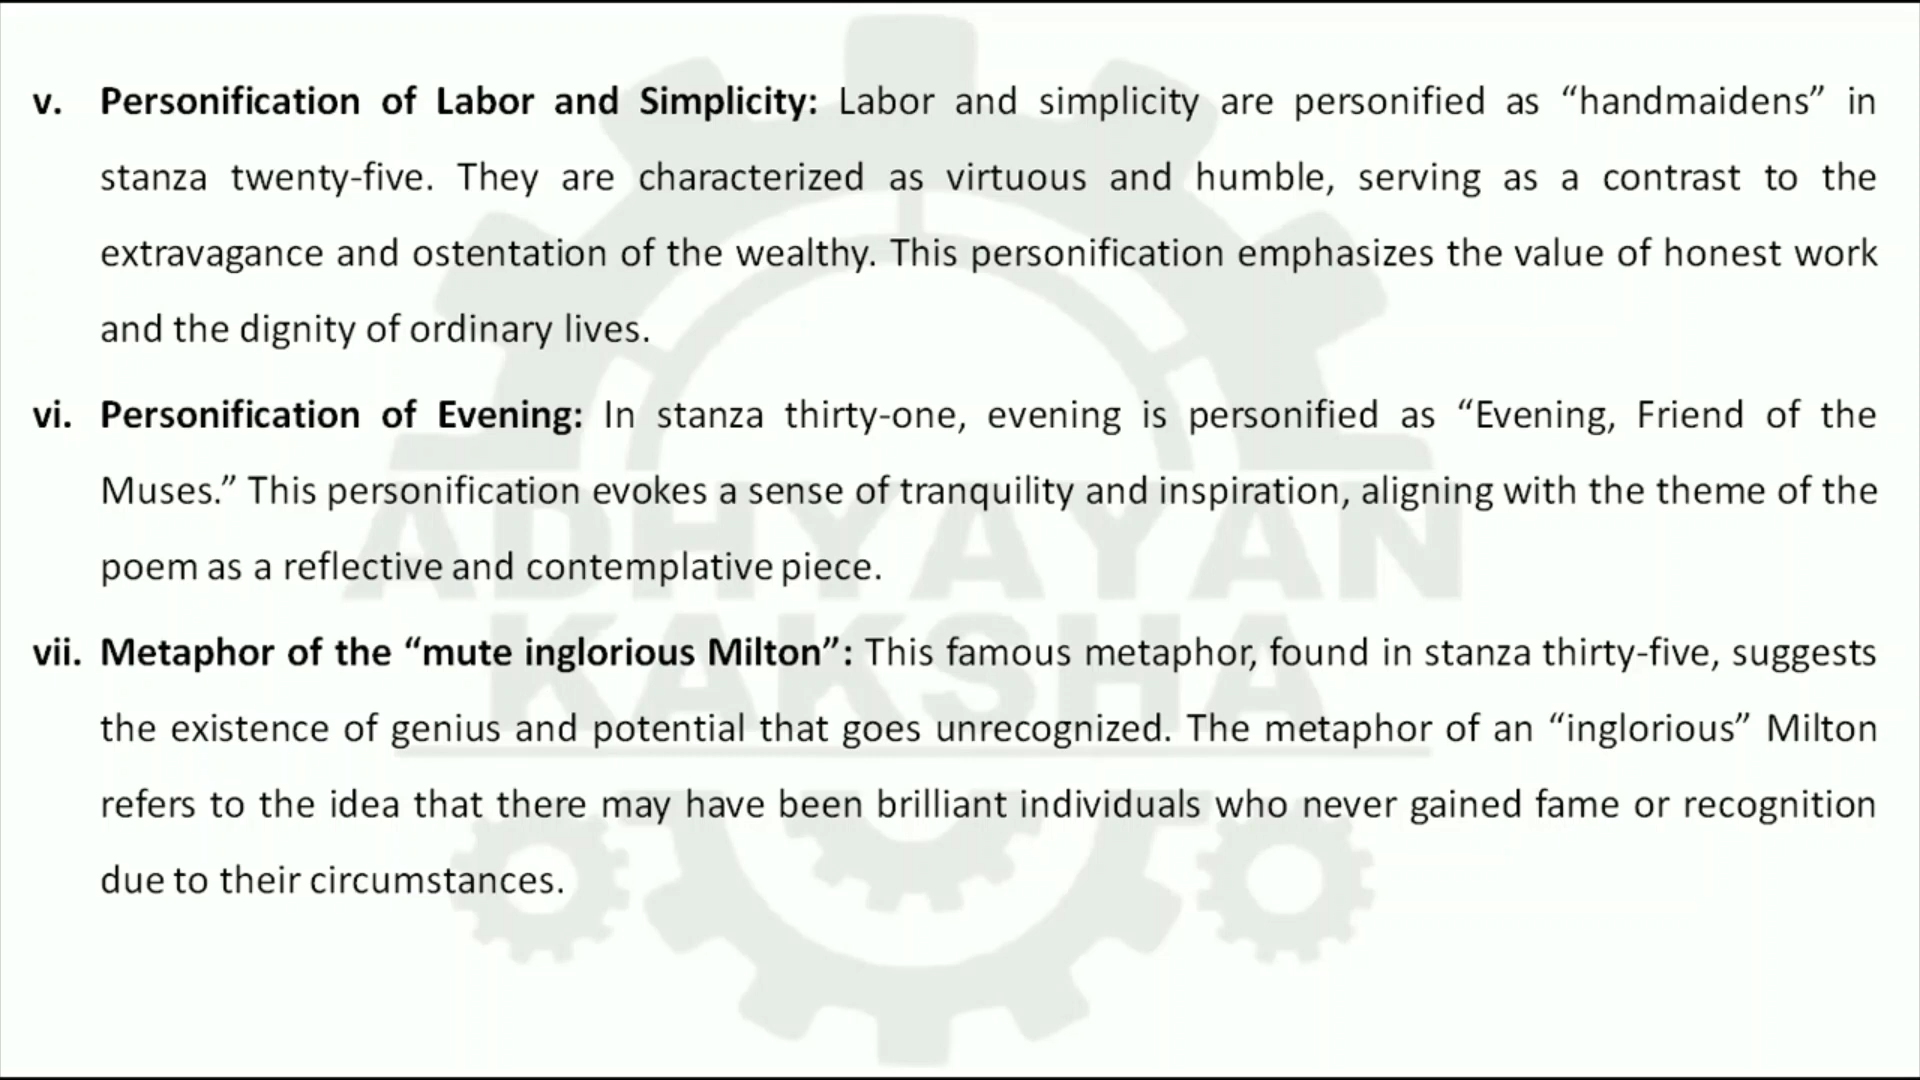 v. Personification of Labor and Simplicity: Labor and simplicity are personified as “handmaidens” in
stanza twenty-five. They are characterized as virtuous and humble, serving as a contrast to the
extravagance and ostentation of the wealthy. This personification emphasizes the value of honest work
and the dignity of ordinary lives.
vi. Personification of Evening: In stanza thirty-one, evening is personified as “Evening, Friend of the
Muses.” This personification evokes a sense of tranquility and inspiration, aligning with the theme of the
poem as a reflective and contemplative piece.
vii. Metaphor of the “mute inglorious Milton”: This famous metaphor, found in stanza thirty-five, suggests
the existence of genius and potential that goes unrecognized. The metaphor of an “inglorious” Milton
refers to the idea that there may have been brilliant individuals who never gained fame or recognition
due to their circumstances.
ADHYAYAN
KAKSHA